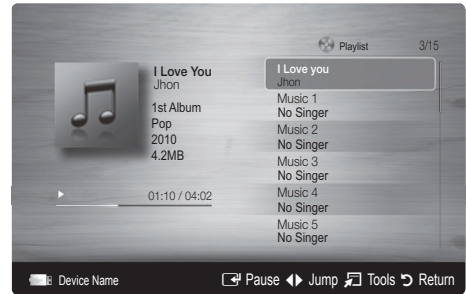 Playlist 3/15
I Love You
Jhon
1st Album
Pop
2010
4.2MB
01:10 / 04:02
I Love you
Jhon
Music 1
No Singer
Music 2
No Singer
Music 3
No Singer
Music 4
No Singer
Music 5
No Singer
Device Name Pause Jump Tools Return